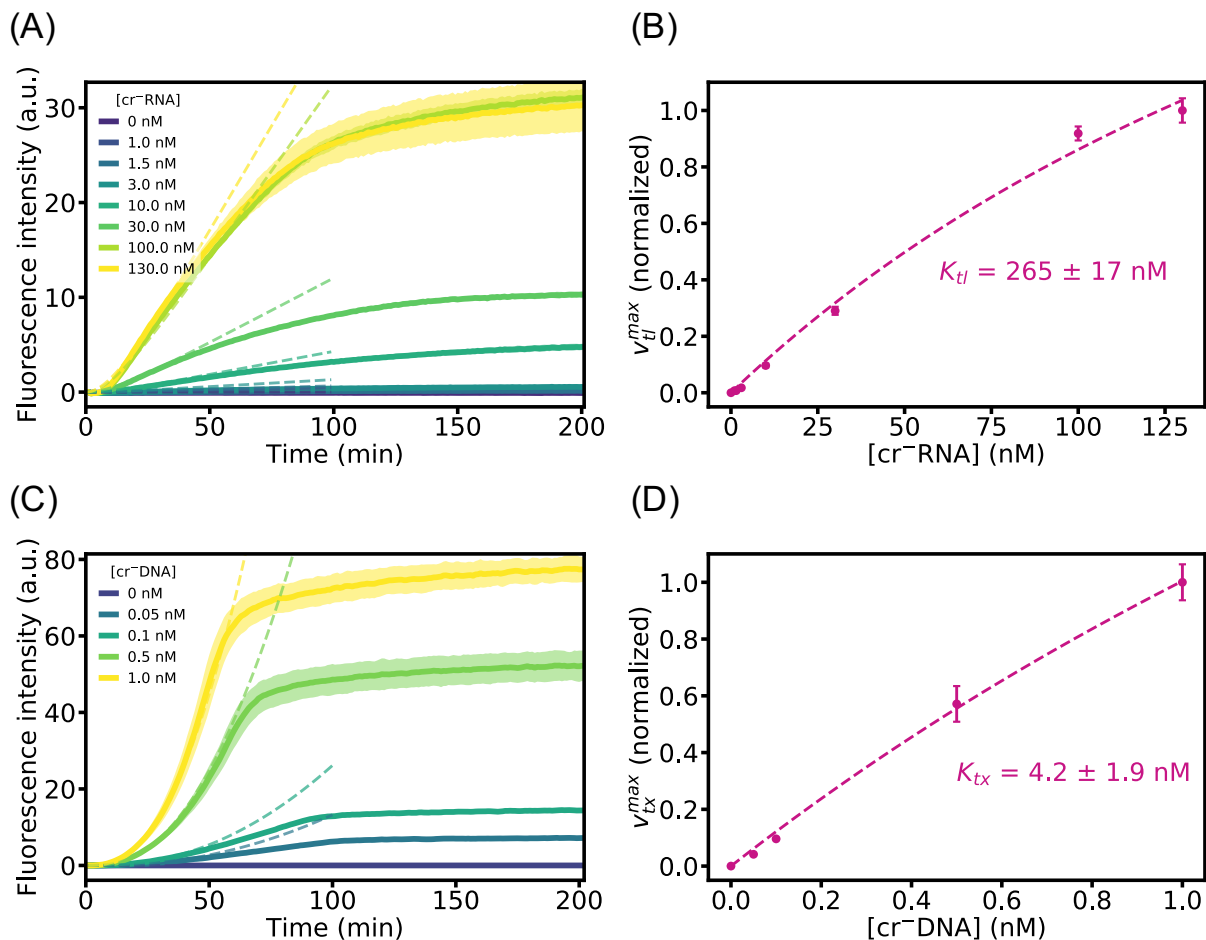 (A)
Fluorescence intensity (a.u.)
30
20
10
0
[cr⁻RNA]
0 nM
1.0 nM
1.5 nM
3.0 nM
10.0 nM
30.0 nM
100.0 nM
130.0 nM
0 50 100 150 200
Time (min)
(B)
v_tl^max (normalized)
1.0
0.8
0.6
0.4
0.2
0.0
K_tl = 265 ± 17 nM
0 25 50 75 100 125
[cr⁻RNA] (nM)
(C)
Fluorescence intensity (a.u.)
80
60
40
20
0
[cr⁻DNA]
0 nM
0.05 nM
0.1 nM
0.5 nM
1.0 nM
0 50 100 150 200
Time (min)
(D)
v_tx^max (normalized)
1.0
0.8
0.6
0.4
0.2
0.0
K_tx = 4.2 ± 1.9 nM
0.0 0.2 0.4 0.6 0.8 1.0
[cr⁻DNA] (nM)